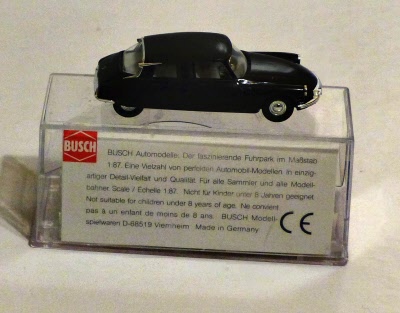 BUSCH
BUSCH Automodelle. Der faszinierende Fuhrpark im Maßstab
1:87. Eine Vielzahl von perfekten Automobil-Modellen in einzig-
artiger Detail-Vielfalt und Qualität. Für alle Sammler und alle Modell-
bahner. Scale / Echelle 1:87. Nicht für Kinder unter 8 Jahren geeignet
Not suitable for children under 8 years of age. Ne convient
pas à un enfant de moins de 8 ans. BUSCH Modell-
spielwaren D-68519 Viernheim Made in Germany
CE